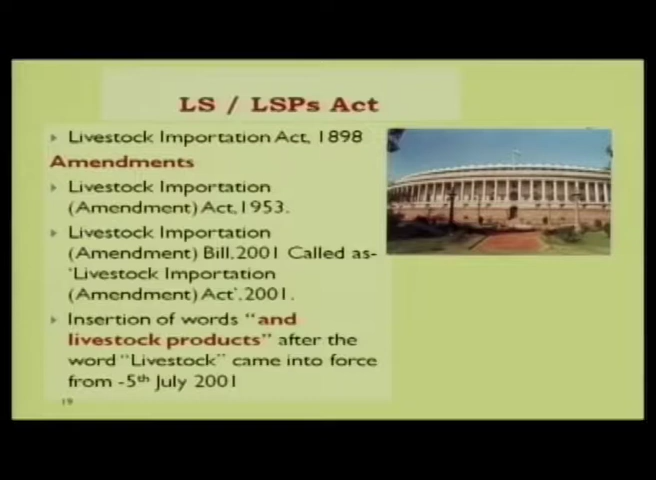 LS / LSPs Act
Livestock Importation Act, 1898
Amendments
Livestock Importation
(Amendment) Act,1953.
Livestock Importation
(Amendment) Bill,2001 Called as-
'Livestock Importation
(Amendment) Act',2001.
Insertion of words "and
livestock products" after the
word "Livestock" came into force
from -5th July 2001
19